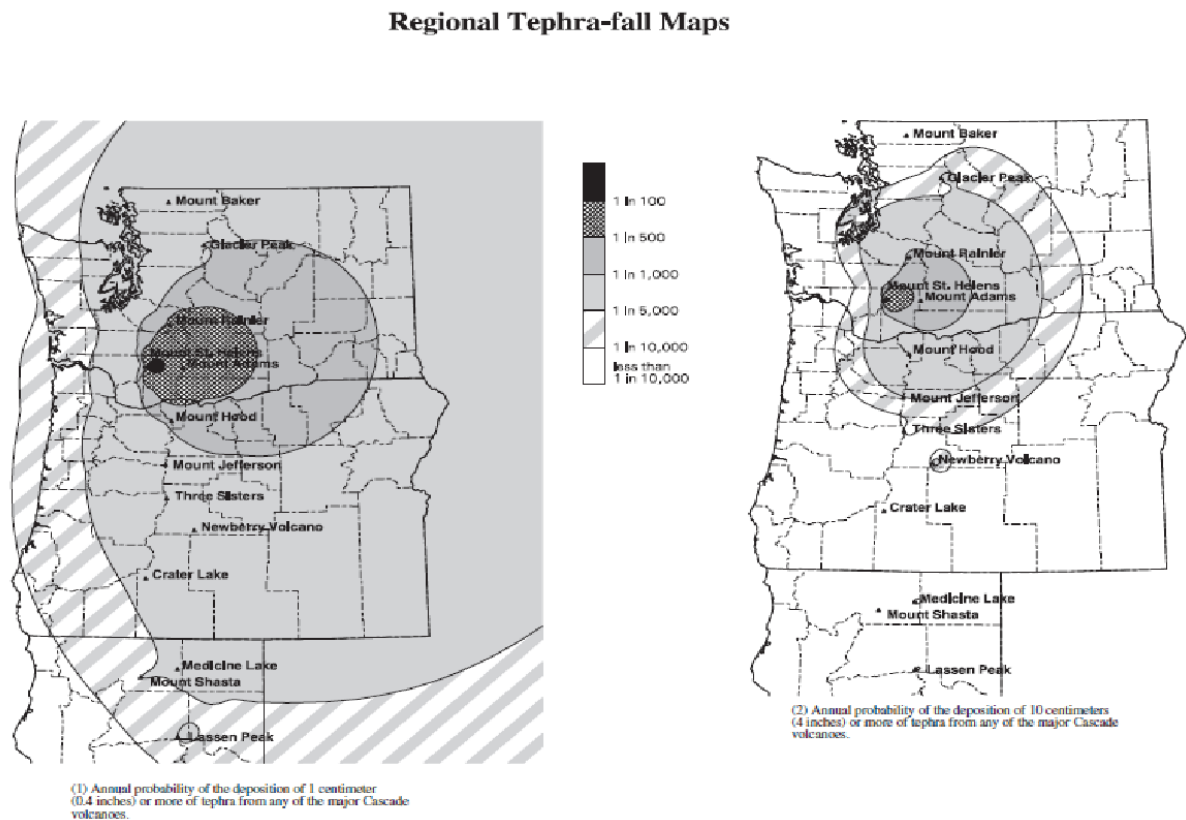 Regional Tephra-fall Maps
Mount Baker
Glacier Peak
Mount Rainier
Mount St. Helens
Mount Adams
Mount Hood
Mount Jefferson
Three Sisters
Newberry Volcano
Crater Lake
Medicine Lake
Mount Shasta
Lassen Peak
(1) Annual probability of the deposition of 1 centimeter
(0.4 inches) or more of tephra from any of the major Cascade
volcanoes.
1 in 100
1 in 500
1 in 1,000
1 in 5,000
1 in 10,000
less than
1 in 10,000
Mount Baker
Glacier Peak
Mount Rainier
Mount St. Helens
Mount Adams
Mount Hood
Mount Jefferson
Three Sisters
Newberry Volcano
Crater Lake
Medicine Lake
Mount Shasta
Lassen Peak
(2) Annual probability of the deposition of 10 centimeters
(4 inches) or more of tephra from any of the major Cascade
volcanoes.